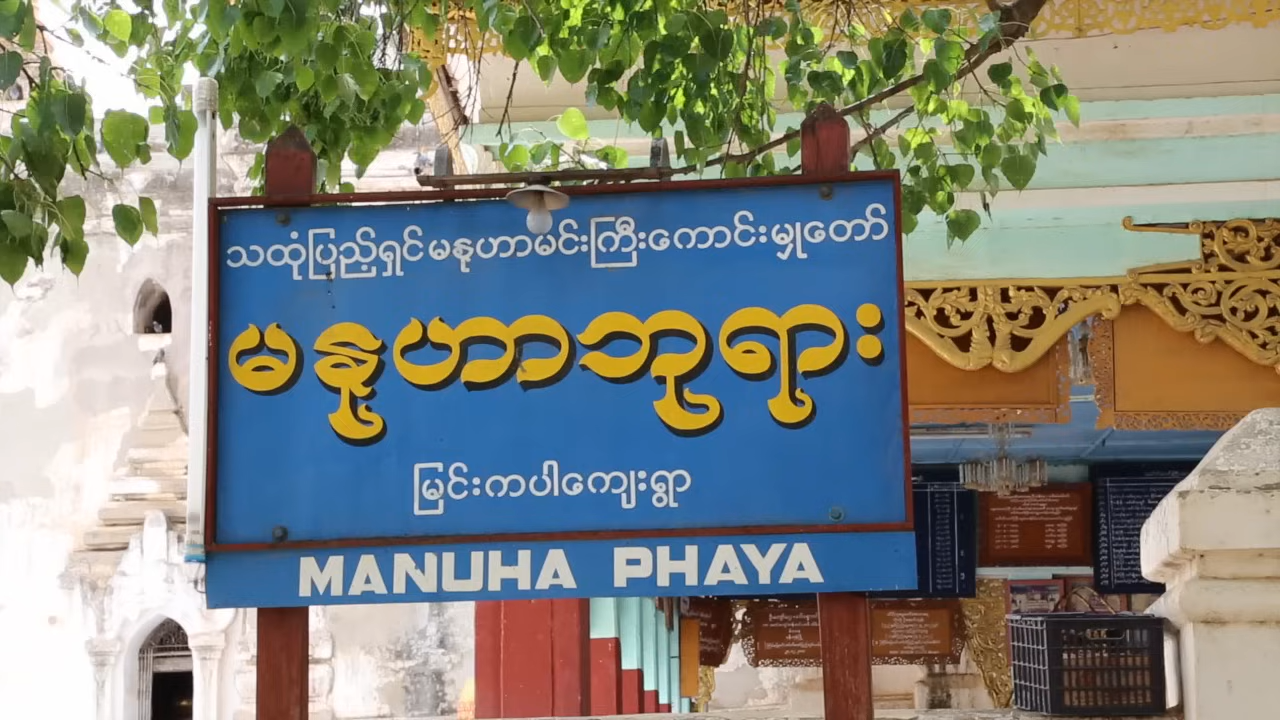 သထုံပြည့်ရှင်မနုဟာမင်းကြီးကောင်းမှုတော်
မနုဟာဘုရား
မြင်းကပါကျေးရွာ
MANUHA PHAYA